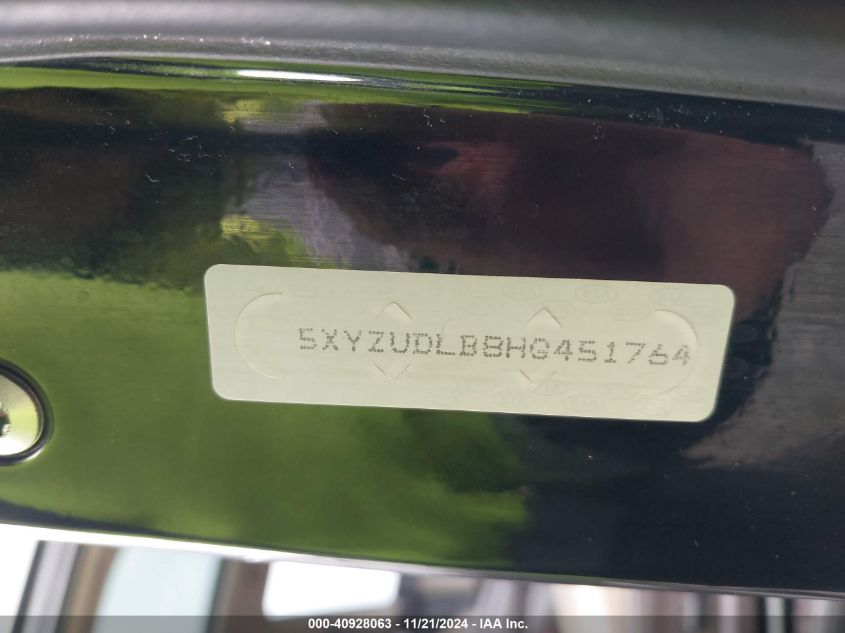 5XYZUDLB8HG451764
000-40928063 - 11/21/2024 - IAA Inc.